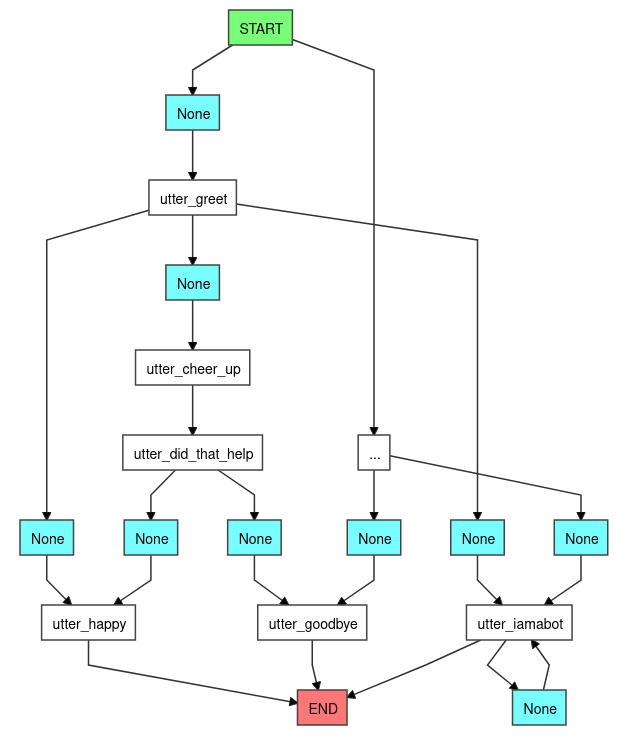 START
None
utter_greet
None
utter_cheer_up
utter_did_that_help
...
None
None
None
None
None
None
utter_happy
utter_goodbye
utter_iamabot
END
None